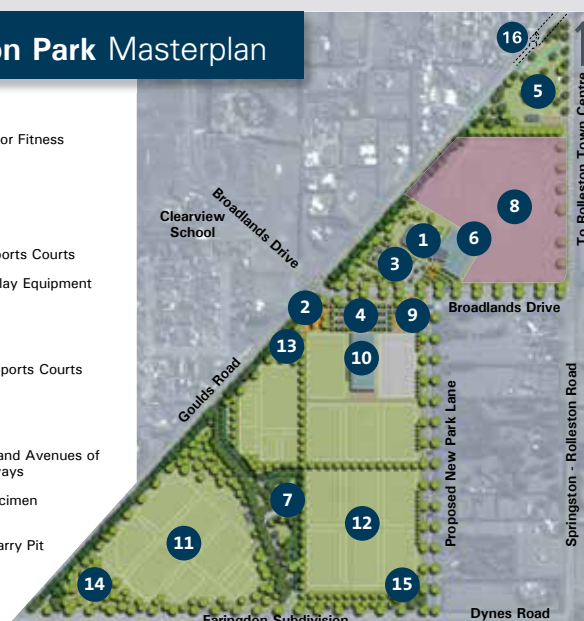 on Park Masterplan
or Fitness
ports Courts
lay Equipment
ports Courts
and Avenues of
ways
cimen
arry Pit
16
5
To Rolleston Town Centre
8
Clearview
School
Broadlands Drive
1
6
3
2
4
9
Broadlands Drive
13
10
Goulds Road
Proposed New Park Lane
Springston - Rolleston Road
7
12
11
14
15
Faringdon Subdivision
Dynes Road